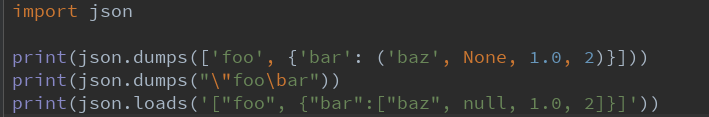 import json
print(json.dumps(['foo', {'bar': ('baz', None, 1.0, 2)}]))
print(json.dumps("\"foo\bar"))
print(json.loads('["foo", {"bar":["baz", null, 1.0, 2]}]'))